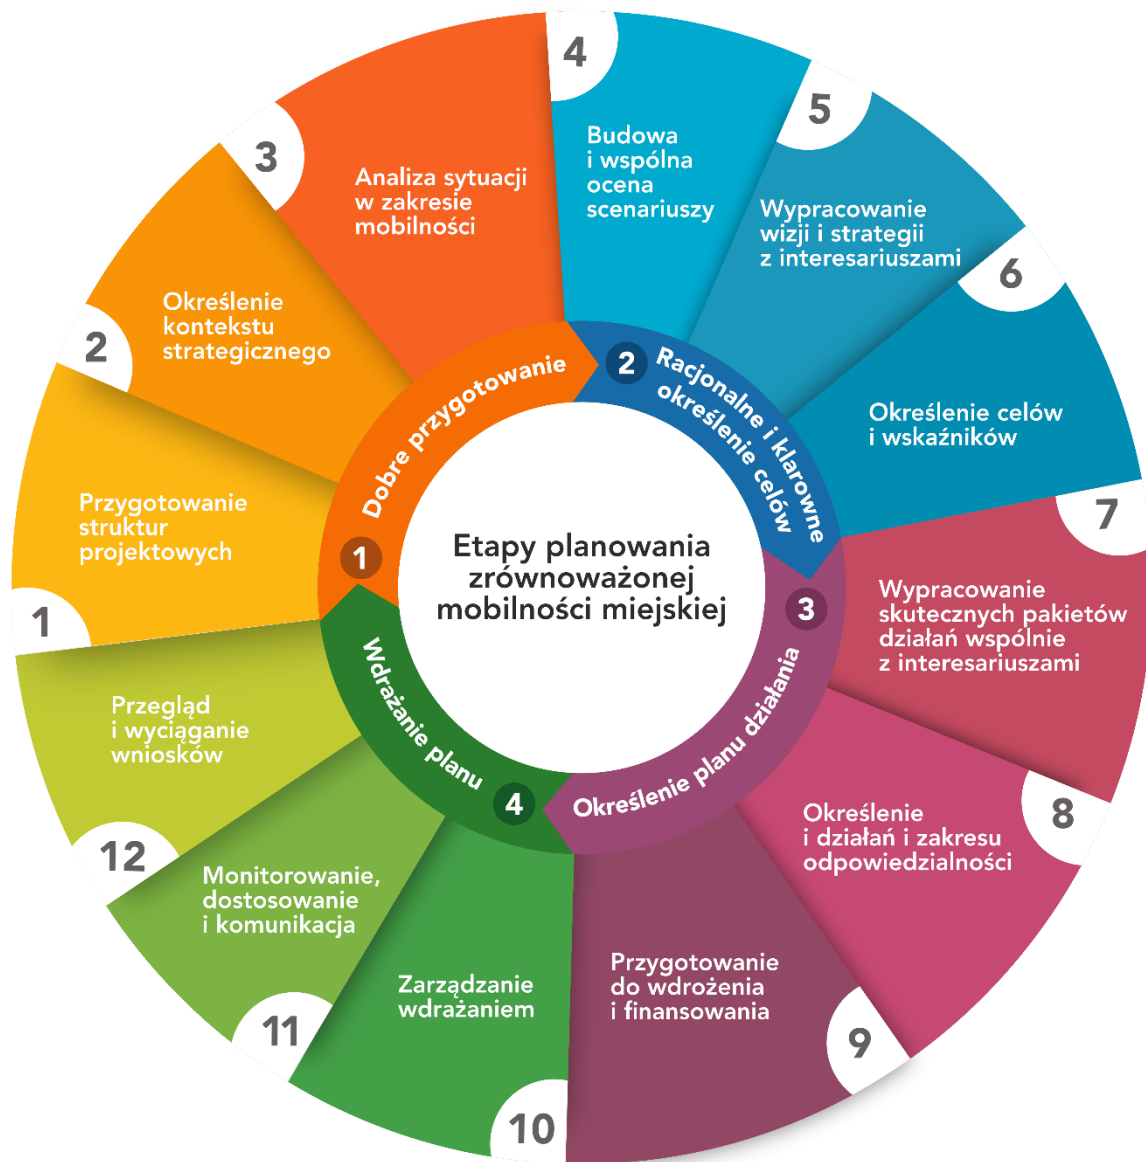 Etapy planowania
zrównoważonej
mobilności miejskiej
1
Dobre przygotowanie
2
Racjonalne i klarowne
określenie celów
3
Określenie planu działania
4
Wdrażanie planu
1
Przygotowanie
struktur
projektowych
2
Określenie
kontekstu
strategicznego
3
Analiza sytuacji
w zakresie
mobilności
4
Budowa
i wspólna
ocena
scenariuszy
5
Wypracowanie
wizji i strategii
z interesariuszami
6
Określenie celów
i wskaźników
7
Wypracowanie
skutecznych pakietów
działań wspólnie
z interesariuszami
8
Określenie
i działań i zakresu
odpowiedzialności
9
Przygotowanie
do wdrożenia
i finansowania
10
Zarządzanie
wdrażaniem
11
Monitorowanie,
dostosowanie
i komunikacja
12
Przegląd
i wyciąganie
wniosków